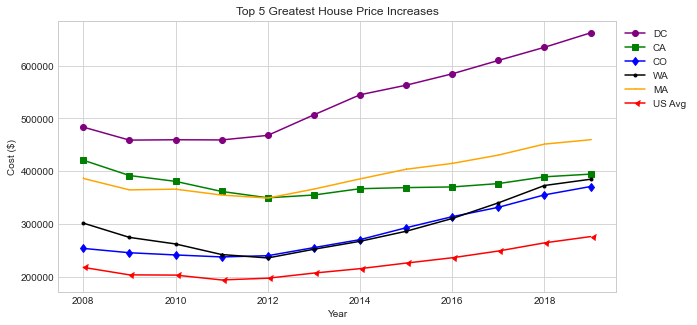 Top 5 Greatest House Price Increases
DC
CA
CO
WA
MA
US Avg
Cost ($)
600000
500000
400000
300000
200000
2008
2010
2012
2014
2016
2018
Year